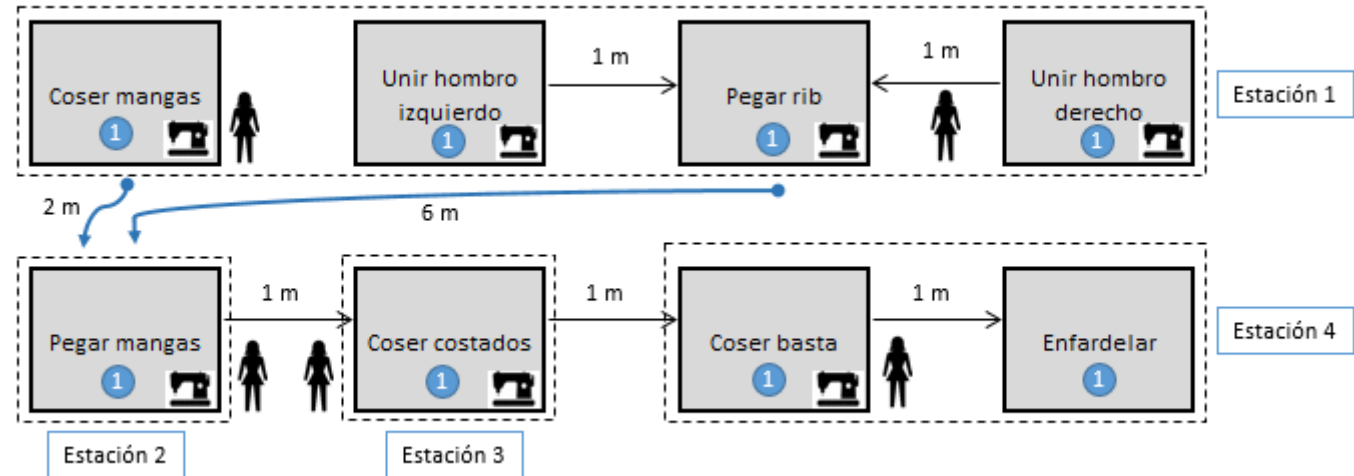 Coser mangas
1
Unir hombro
izquierdo
1
1 m
Pegar rib
1
1 m
Unir hombro
derecho
1
Estación 1
2 m
6 m
Pegar mangas
1
1 m
Coser costados
1
1 m
Coser basta
1
1 m
Enfardelar
1
Estación 4
Estación 2
Estación 3